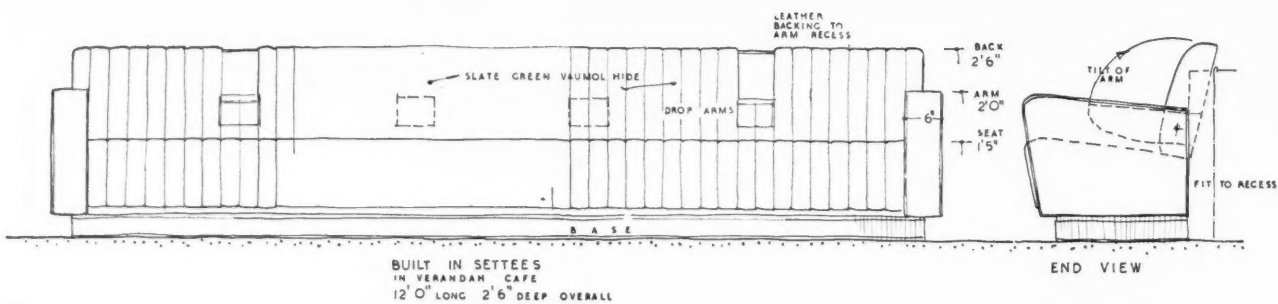 LEATHER
BACKING TO
ARM RECESS
BACK
2'6"
SLATE GREEN VAUMOL HIDE
TILT OF
ARM
ARM
2'0"
DROP ARMS
6"
SEAT
1'5"
FIT TO RECESS
BASE
BUILT IN SETTEES
IN VERANDAH CAFE
12'0" LONG 2'6" DEEP OVERALL
END VIEW